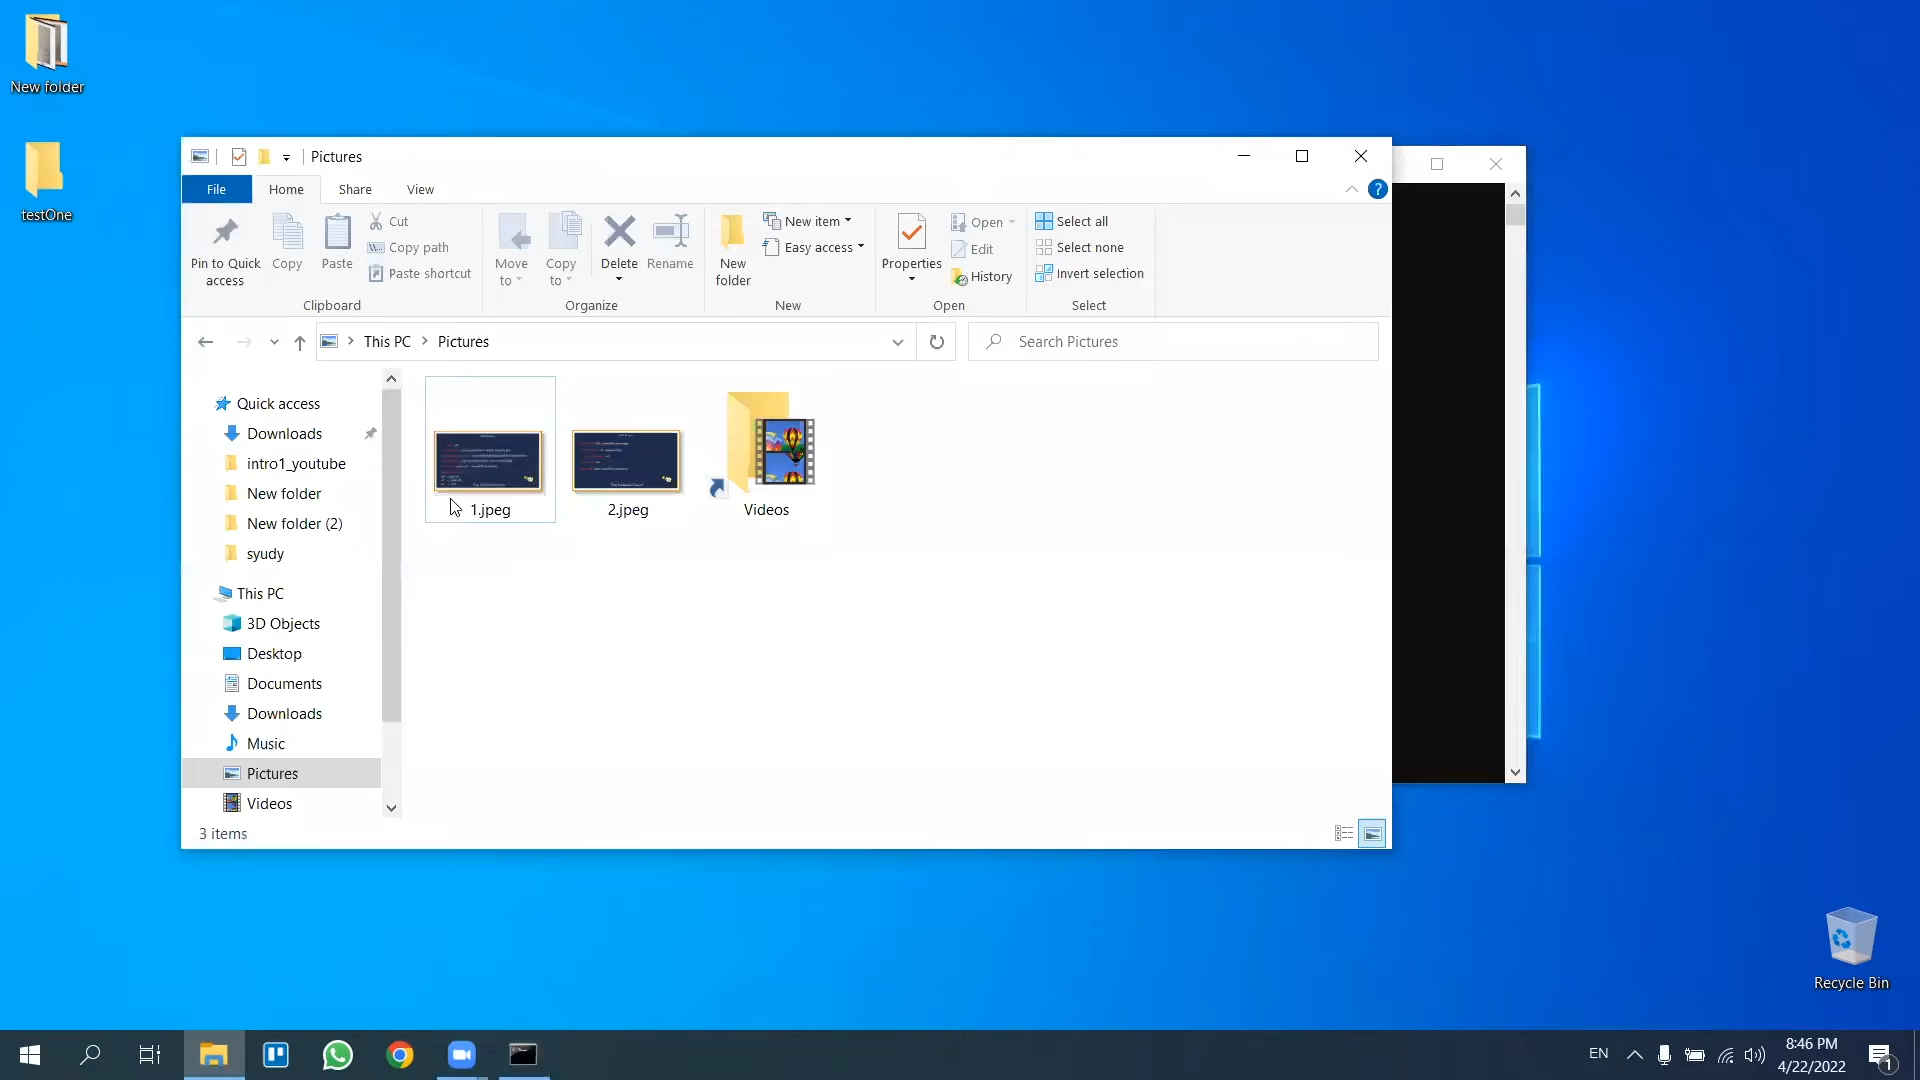 New folder
testOne
Pictures
File Home Share View
Pin to Quick access
Copy
Paste
Cut
Copy path
Paste shortcut
Clipboard
Move to
Copy to
Delete
Rename
Organize
New folder
New item
Easy access
New
Properties
Open
Edit
History
Open
Select all
Select none
Invert selection
Select
This PC > Pictures
Search Pictures
Quick access
Downloads
intro1_youtube
New folder
New folder (2)
syudy
This PC
3D Objects
Desktop
Documents
Downloads
Music
Pictures
Videos
1.jpeg
2.jpeg
Videos
3 items
Recycle Bin
EN
8:46 PM
4/22/2022
1